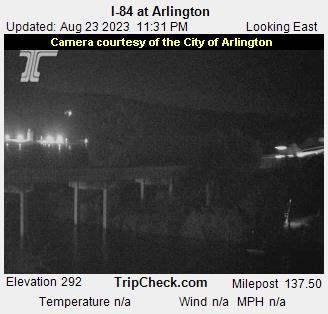 I-84 at Arlington
Updated: Aug 23 2023 11:31 PM Looking East
Camera courtesy of the City of Arlington
Elevation 292 TripCheck.com Milepost 137.50
Temperature n/a Wind n/a MPH n/a